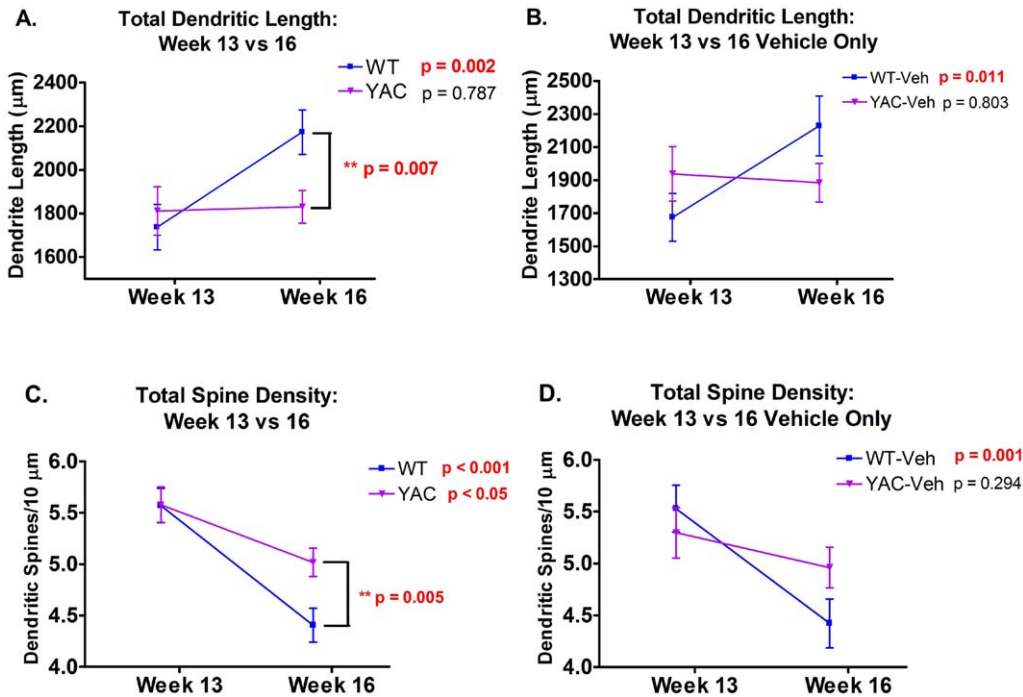 A.
Total Dendritic Length:
Week 13 vs 16
WT p = 0.002
YAC p = 0.787
Dendrite Length (µm)
2400
2200
2000
1800
1600
** p = 0.007
Week 13 Week 16
B.
Total Dendritic Length:
Week 13 vs 16 Vehicle Only
WT-Veh p = 0.011
YAC-Veh p = 0.803
Dendrite Length (µm)
2500
2300
2100
1900
1700
1500
1300
Week 13 Week 16
C.
Total Spine Density:
Week 13 vs 16
WT p < 0.001
YAC p < 0.05
Dendritic Spines/10 µm
6.0
5.5
5.0
4.5
4.0
** p = 0.005
Week 13 Week 16
D.
Total Spine Density:
Week 13 vs 16 Vehicle Only
WT-Veh p = 0.001
YAC-Veh p = 0.294
Dendritic Spines/10 µm
6.0
5.5
5.0
4.5
4.0
Week 13 Week 16